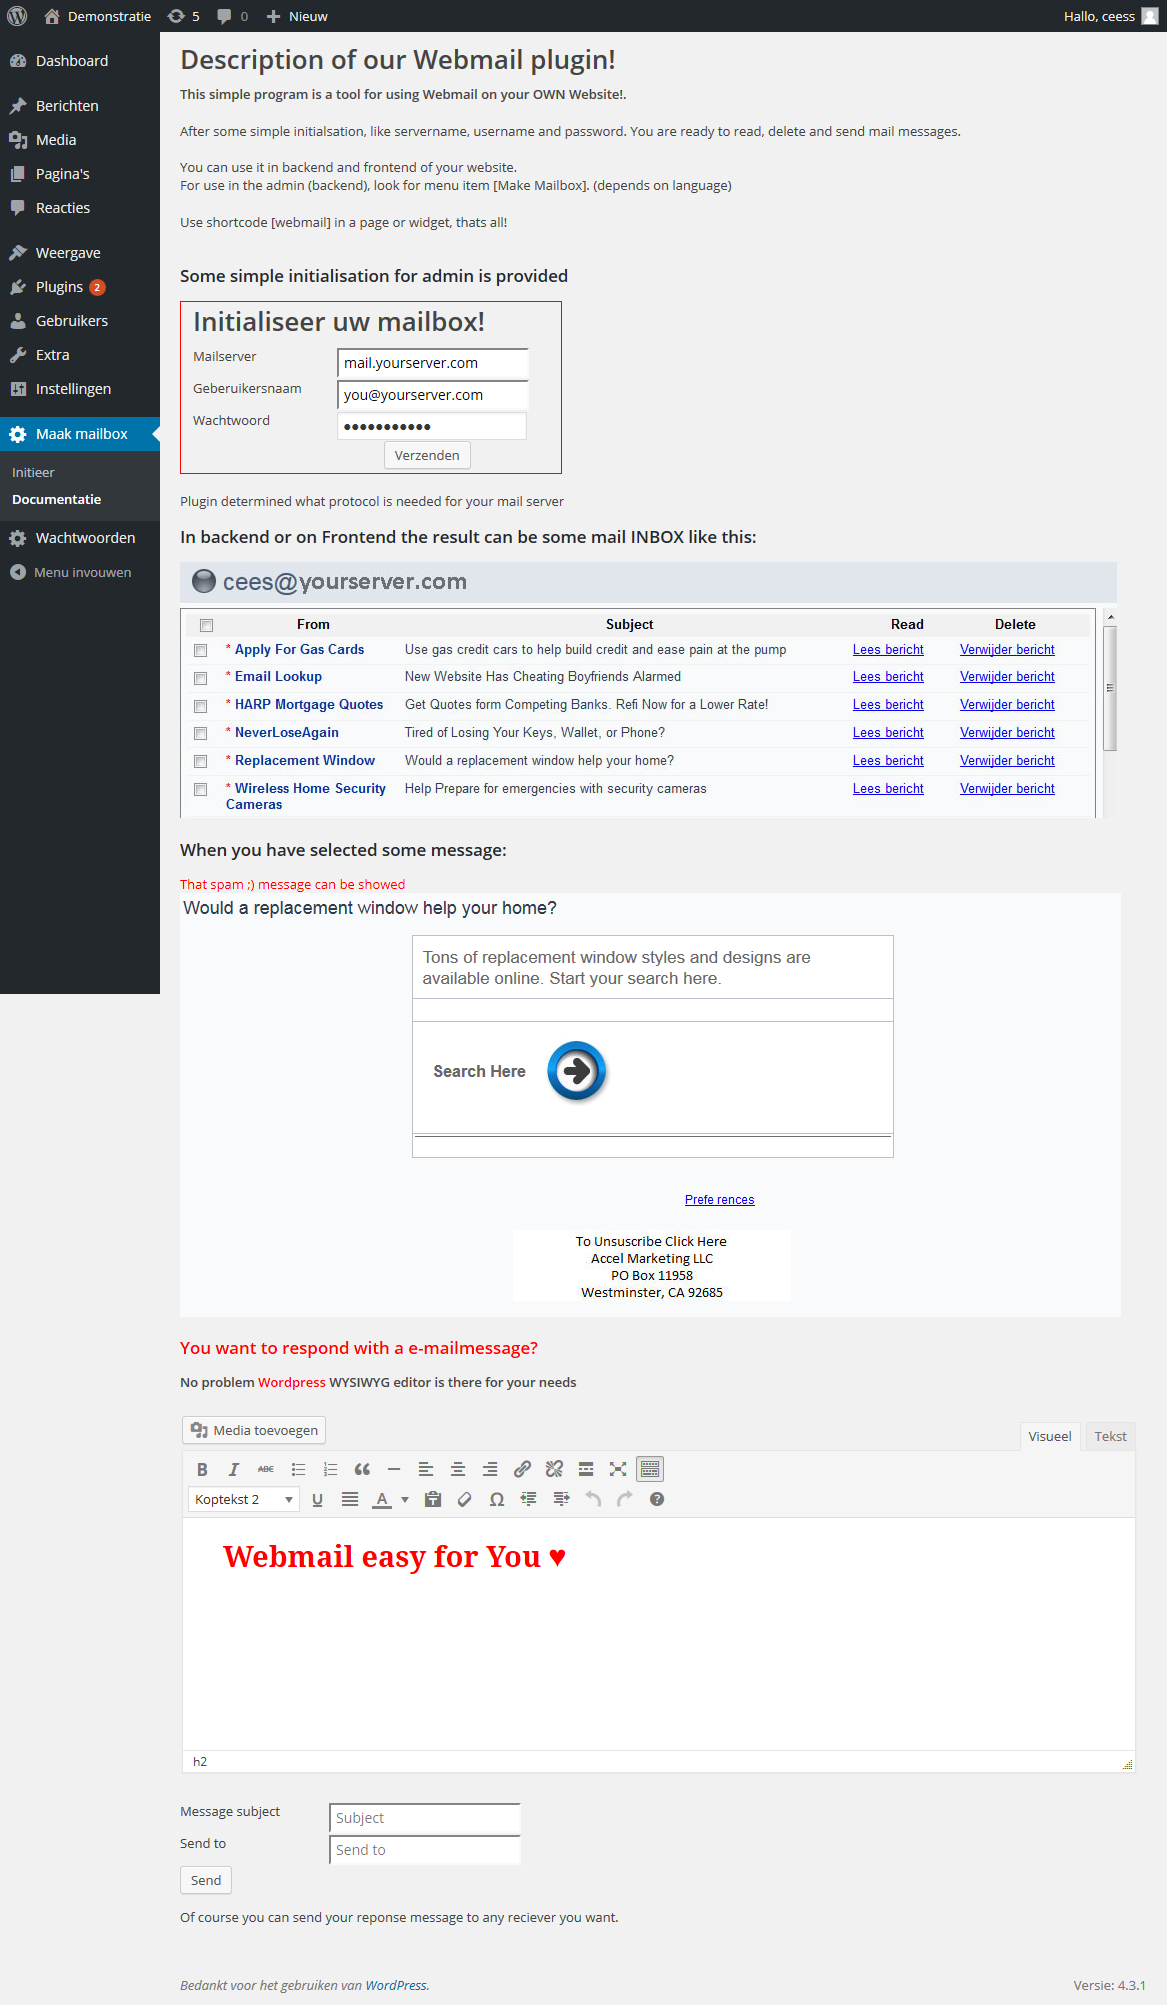 Demonstratie 5 0 + Nieuw Hallo, ceess
Dashboard
Berichten
Media
Pagina's
Reacties
Weergave
Plugins 2
Gebruikers
Extra
Instellingen
Maak mailbox
Initieer
Documentatie
Wachtwoorden
Menu invouwen
Description of our Webmail plugin!
This simple program is a tool for using Webmail on your OWN Website!.
After some simple initialsation, like servername, username and password. You are ready to read, delete and send mail messages.
You can use it in backend and frontend of your website.
For use in the admin (backend), look for menu item [Make Mailbox]. (depends on language)
Use shortcode [webmail] in a page or widget, thats all!
Some simple initialisation for admin is provided
Initialiseer uw mailbox!
Mailserver mail.yourserver.com
Geberuikersnaam you@yourserver.com
Wachtwoord •••••••••••
Verzenden
Plugin determined what protocol is needed for your mail server
In backend or on Frontend the result can be some mail INBOX like this:
cees@yourserver.com
From Subject Read Delete
* Apply For Gas Cards Use gas credit cars to help build credit and ease pain at the pump Lees bericht Verwijder bericht
* Email Lookup New Website Has Cheating Boyfriends Alarmed Lees bericht Verwijder bericht
* HARP Mortgage Quotes Get Quotes form Competing Banks. Refi Now for a Lower Rate! Lees bericht Verwijder bericht
* NeverLoseAgain Tired of Losing Your Keys, Wallet, or Phone? Lees bericht Verwijder bericht
* Replacement Window Would a replacement window help your home? Lees bericht Verwijder bericht
* Wireless Home Security Help Prepare for emergencies with security cameras Lees bericht Verwijder bericht
Cameras
When you have selected some message:
That spam ;) message can be showed
Would a replacement window help your home?
Tons of replacement window styles and designs are
available online. Start your search here.
Search Here
Prefe rences
To Unsuscribe Click Here
Accel Marketing LLC
PO Box 11958
Westminster, CA 92685
You want to respond with a e-mailmessage?
No problem Wordpress WYSIWYG editor is there for your needs
Media toevoegen Visueel Tekst
B I ABC
Koptekst 2 U A Ω ?
Webmail easy for You ♥
h2
Message subject Subject
Send to Send to
Send
Of course you can send your reponse message to any reciever you want.
Bedankt voor het gebruiken van WordPress. Versie: 4.3.1